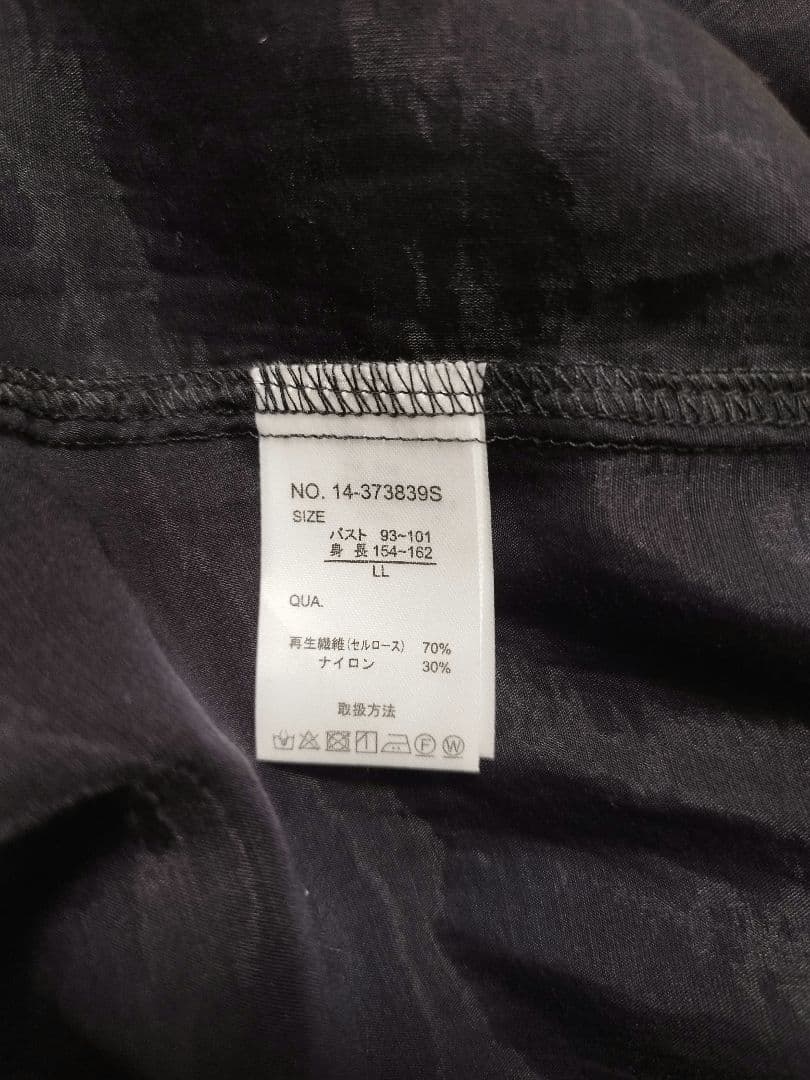 NO. 14-373839S
SIZE
バスト 93~101
身 長 154~162
LL
QUA.
再生繊維(セルロース) 70%
ナイロン 30%
取扱方法
F W